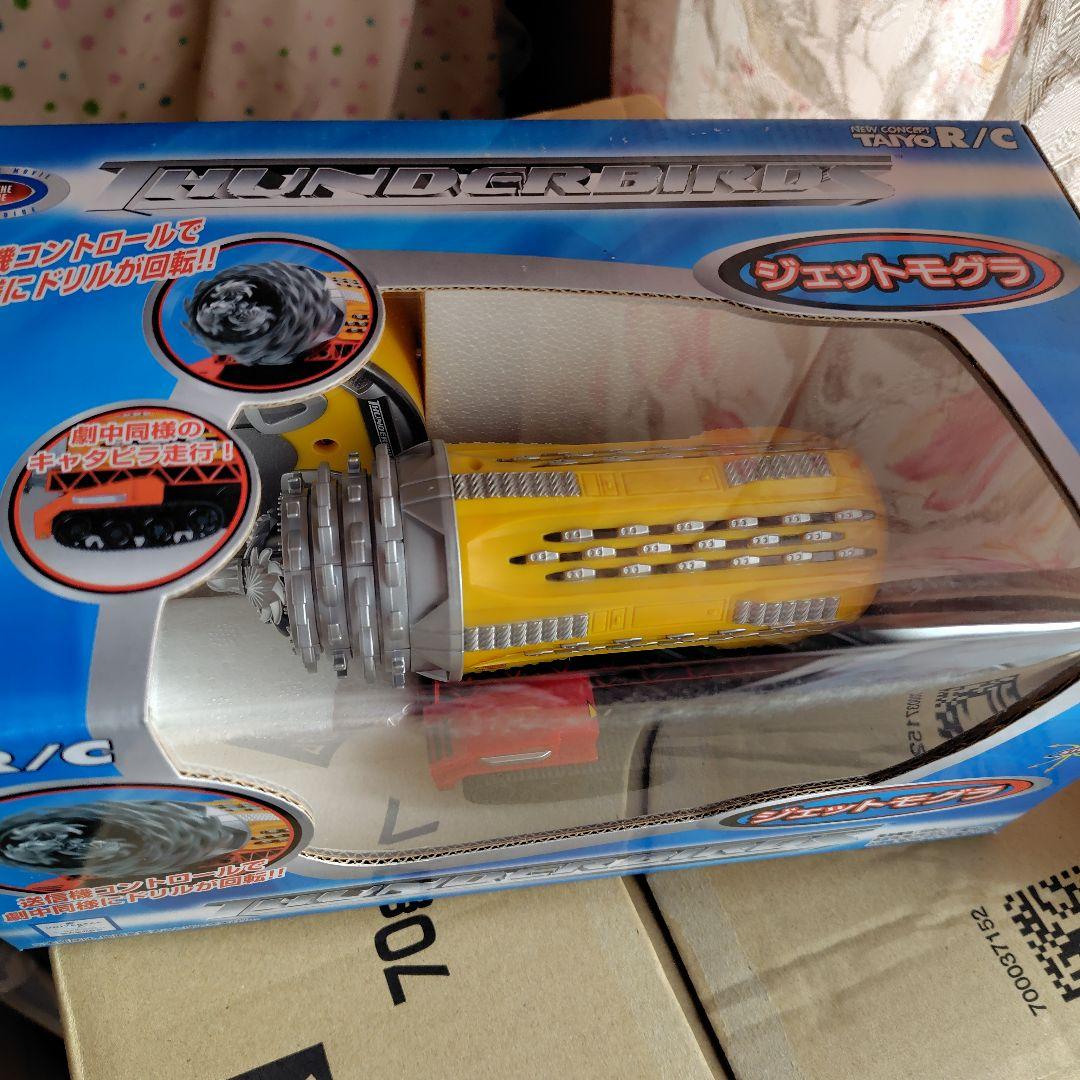 NEW CONCEPT
TAIYO R/C
MOVIE
THE
THUNDERBIRDS
機コントロールで
にドリルが回転!!
ジェットモグラ
劇中同様の
キャタピラ走行!
THUNDER
R/C
ジェットモグラ
送信機コントロールで
劇中同様にドリルが回転!!
THUNDERBIRDS
700037152